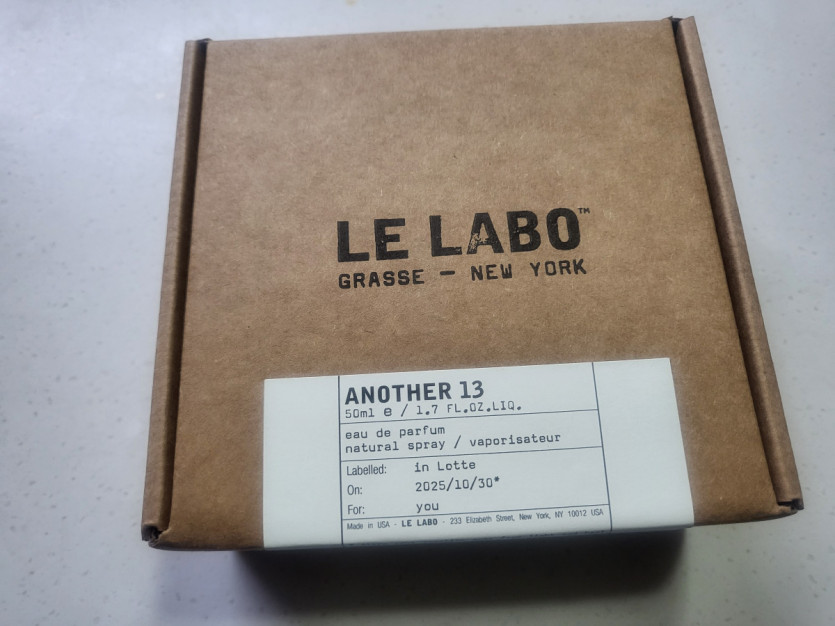 LE LABO™
GRASSE — NEW YORK
ANOTHER 13
50ml e / 1.7 FL.OZ.LIQ.
eau de parfum
natural spray / vaporisateur
Labelled: in Lotte
On: 2025/10/30*
For: you
Made in USA - LE LABO - 233 Elizabeth Street, New York, NY 10012 USA